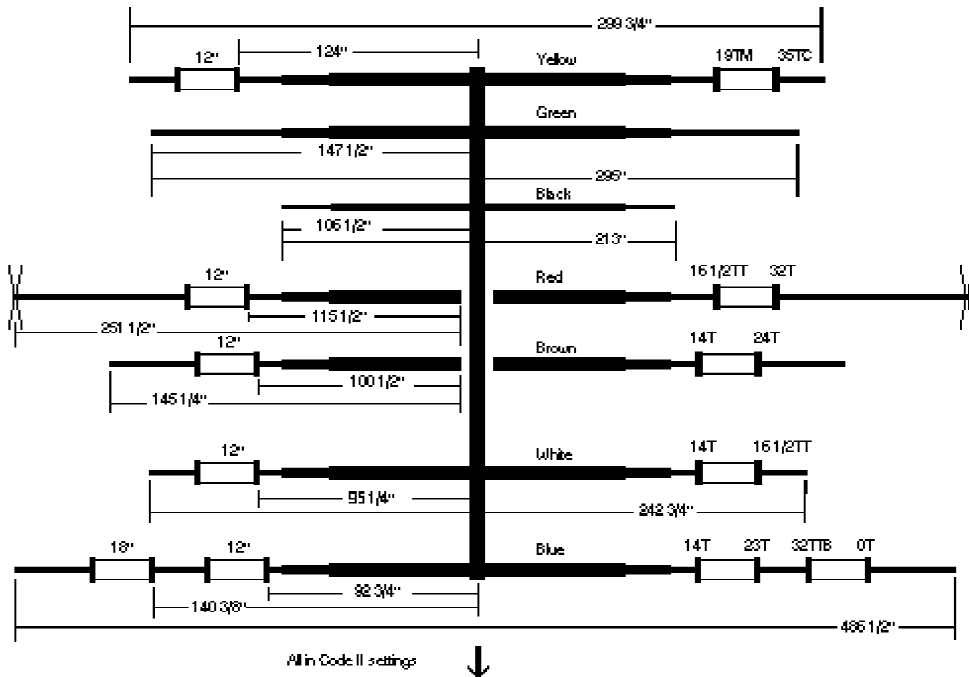 299 3/4"
124"
12"
Yellow
19TM
35TC
Green
147 1/2"
295"
Black
106 1/2"
213"
12"
Red
16 1/2TT
32T
115 1/2"
251 1/2"
12"
Brown
14T
24T
100 1/2"
145 1/4"
12"
White
14T
16 1/2TT
95 1/4"
242 3/4"
18"
12"
Blue
14T
23T
32TTB
0T
92 3/4"
140 3/8"
486 1/2"
All in Code II settings